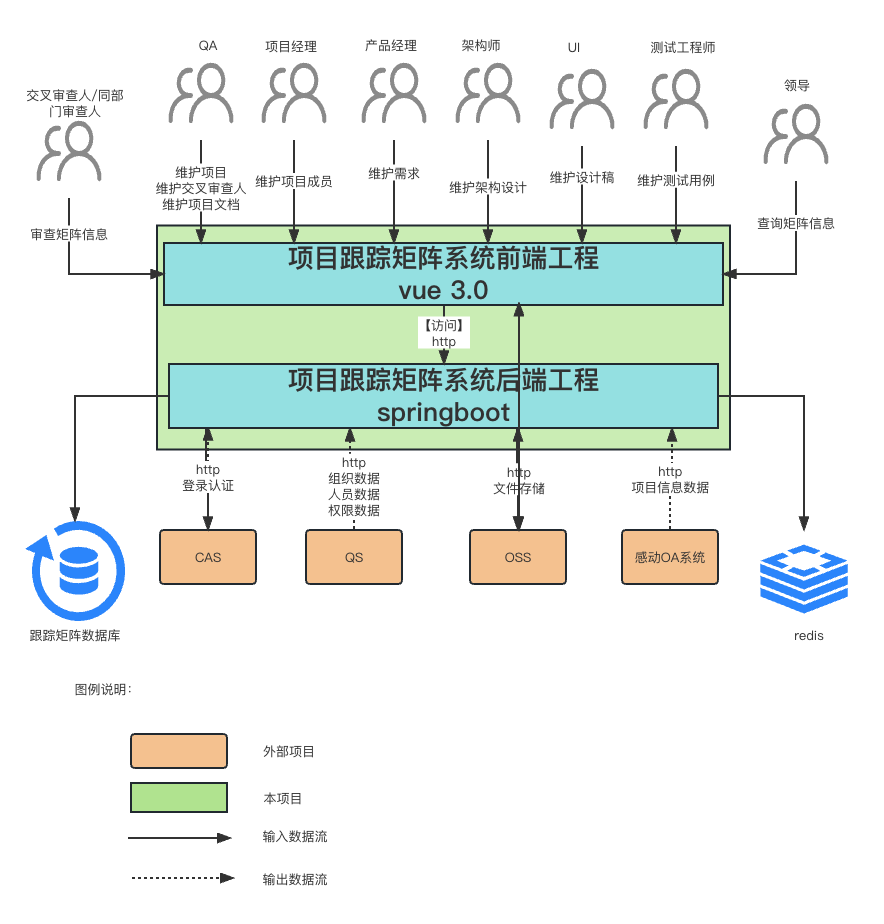 QA
项目经理
产品经理
架构师
UI
测试工程师
领导
交叉审查人/同部
门审查人
维护项目
维护交叉审查人
维护项目文档
维护项目成员
维护需求
维护架构设计
维护设计稿
维护测试用例
审查矩阵信息
查询矩阵信息
项目跟踪矩阵系统前端工程
vue 3.0
【访问】
http
项目跟踪矩阵系统后端工程
springboot
http
登录认证
http
组织数据
人员数据
权限数据
http
文件存储
http
项目信息数据
CAS
QS
OSS
感动OA系统
跟踪矩阵数据库
redis
图例说明：
外部项目
本项目
输入数据流
输出数据流